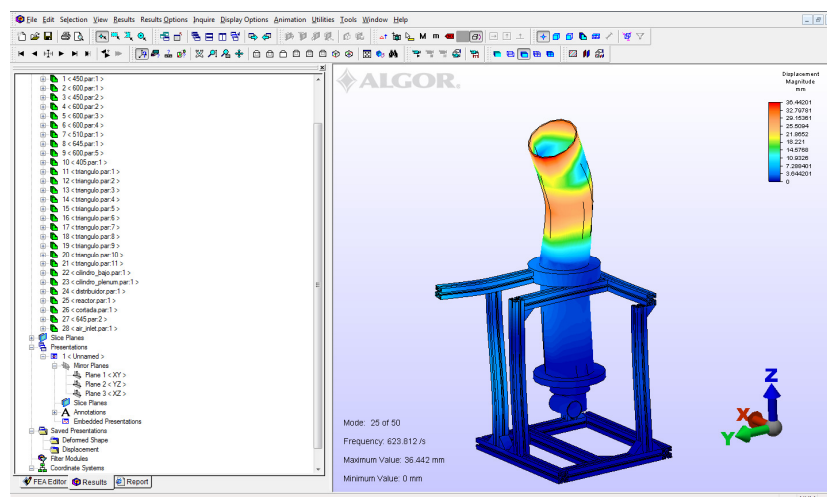 File Edit Selection View Results Results Options Inquire Display Options Animation Utilities Tools Window Help
1 < 450.par:1 >
2 < 600.par:1 >
3 < 450.par:2 >
4 < 600.par:2 >
5 < 600.par:3 >
6 < 600.par:4 >
7 < 510.par:1 >
8 < 645.par:1 >
9 < 600.par:5 >
10 < 405.par:1 >
11 < triangulo.par:1 >
12 < triangulo.par:2 >
13 < triangulo.par:3 >
14 < triangulo.par:4 >
15 < triangulo.par:5 >
16 < triangulo.par:6 >
17 < triangulo.par:7 >
18 < triangulo.par:8 >
19 < triangulo.par:9 >
20 < triangulo.par:10 >
21 < triangulo.par:11 >
22 < cilindro_bajo.par:1 >
23 < cilindro_plenum.par:1 >
24 < distribuidor.par:1 >
25 < reactor.par:1 >
26 < cortada.par:1 >
27 < 645.par:2 >
28 < air_inlet.par:1 >
Slice Planes
Presentations
1 < Unnamed >
Mirror Planes
Plane 1 < XY >
Plane 2 < YZ >
Plane 3 < XZ >
Slice Planes
Annotations
Embedded Presentations
Saved Presentations
Deformed Shape
Displacement
Filter Modules
Coordinate Systems
FEA Editor Results Report
ALGOR.
Displacement
Magnitude
mm
36.44201
32.79781
29.15361
25.5094
21.8652
18.221
14.5768
10.9326
7.288401
3.644201
0
Mode: 25 of 50
Frequency: 623.812 /s
Maximum Value: 36.442 mm
Minimum Value: 0 mm
Z
X
Y